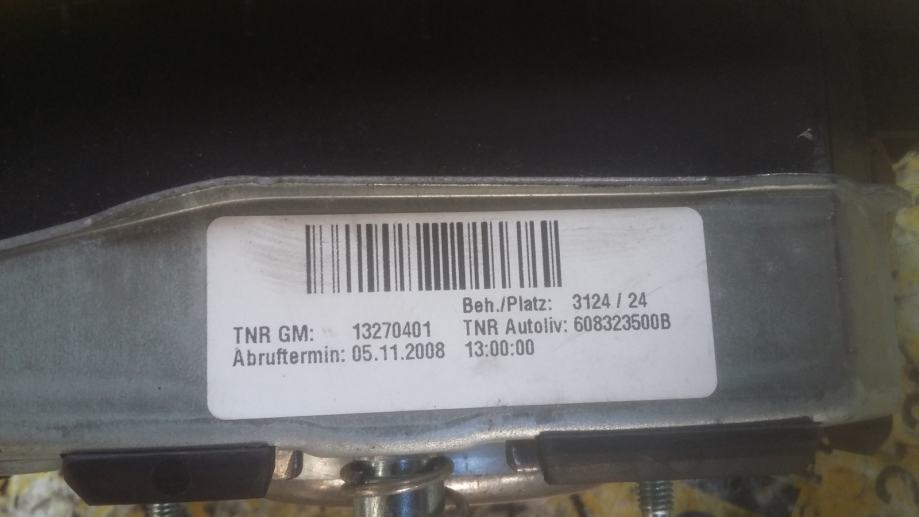 Beh./Platz: 3124 / 24
TNR GM: 13270401 TNR Autoliv: 608323500B
Abruftermin: 05.11.2008 13:00:00